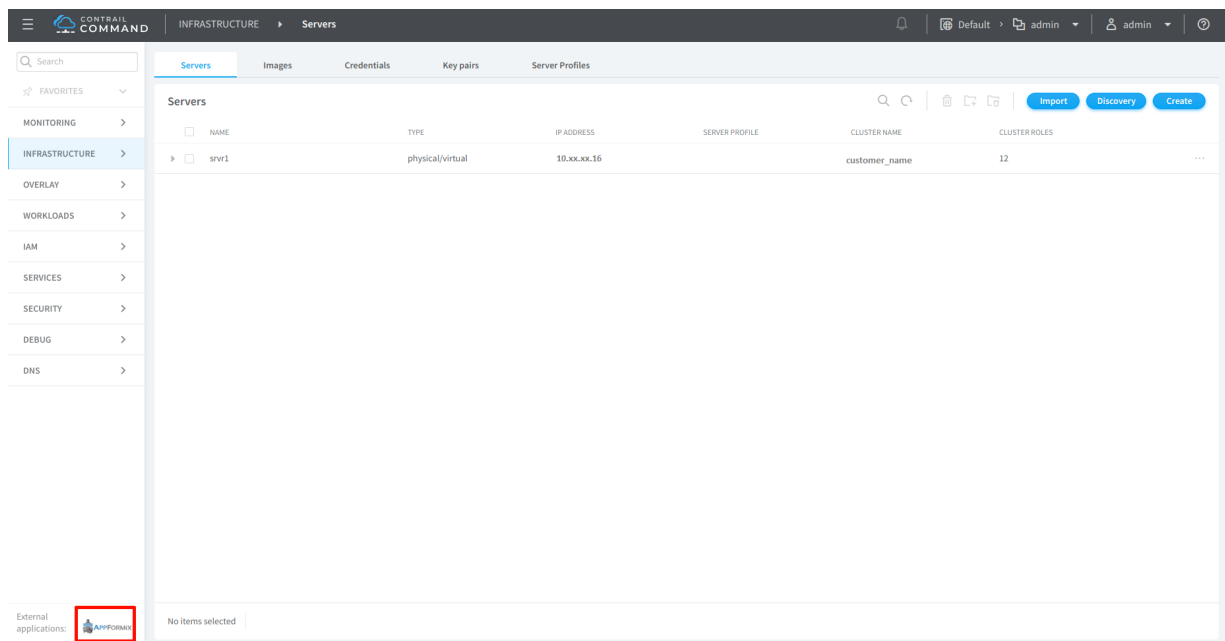 CONTRAIL
COMMAND
INFRASTRUCTURE
Servers
Default
admin
admin
Search
FAVORITES
MONITORING
INFRASTRUCTURE
OVERLAY
WORKLOADS
IAM
SERVICES
SECURITY
DEBUG
DNS
External
applications:
APPFORMIX
Servers Images Credentials Key pairs Server Profiles
Servers
Import Discovery Create
NAME TYPE IP ADDRESS SERVER PROFILE CLUSTER NAME CLUSTER ROLES
srvr1 physical/virtual 10.xx.xx.16 customer_name 12
No items selected